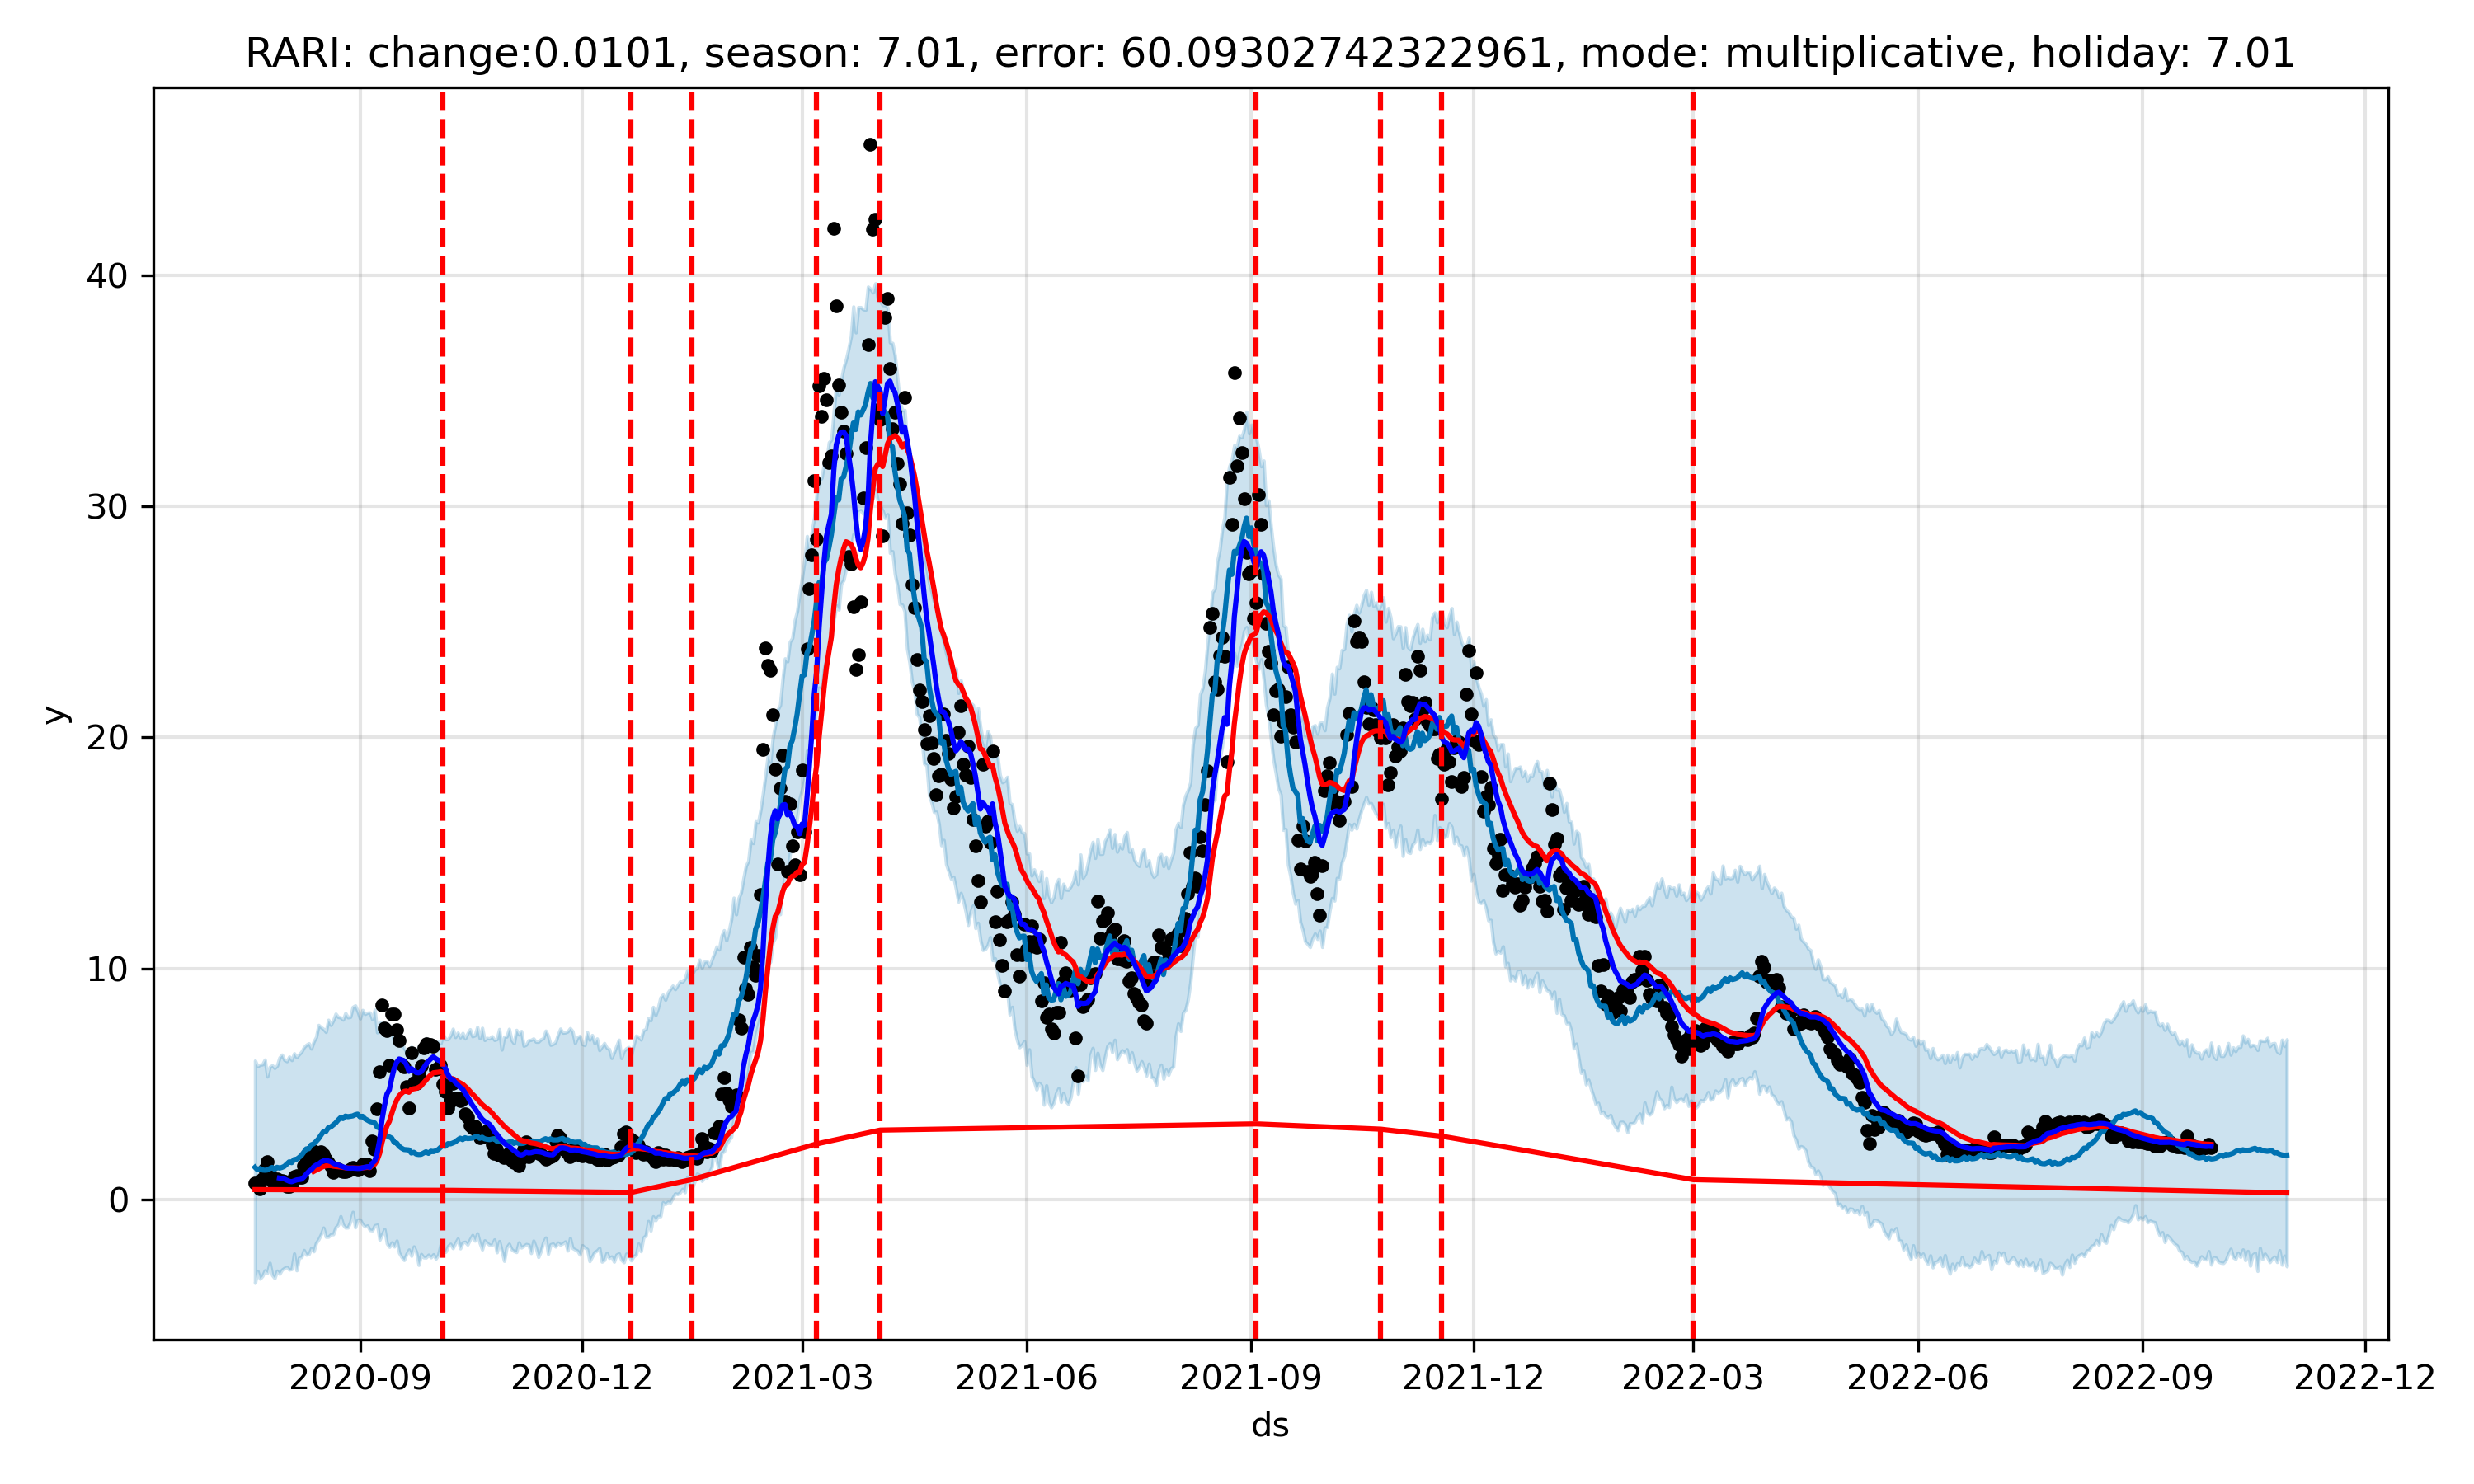 RARI: change:0.0101, season: 7.01, error: 60.09302742322961, mode: multiplicative, holiday: 7.01
y
40
30
20
10
0
2020-09 2020-12 2021-03 2021-06 2021-09 2021-12 2022-03 2022-06 2022-09 2022-12
ds